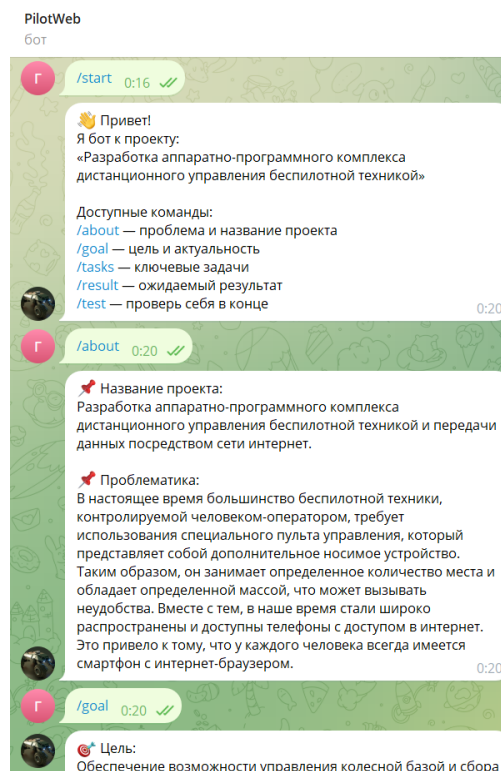 PilotWeb
бот
Г
/start 0:16
👋 Привет!
Я бот к проекту:
«Разработка аппаратно-программного комплекса
дистанционного управления беспилотной техникой»
Доступные команды:
/about — проблема и название проекта
/goal — цель и актуальность
/tasks — ключевые задачи
/result — ожидаемый результат
/test — проверь себя в конце
0:20
Г
/about 0:20
📌 Название проекта:
Разработка аппаратно-программного комплекса
дистанционного управления беспилотной техникой и передачи
данных посредством сети интернет.
📌 Проблематика:
В настоящее время большинство беспилотной техники,
контролируемой человеком-оператором, требует
использования специального пульта управления, который
представляет собой дополнительное носимое устройство.
Таким образом, он занимает определенное количество места и
обладает определенной массой, что может вызывать
неудобства. Вместе с тем, в наше время стали широко
распространены и доступны телефоны с доступом в интернет.
Это привело к тому, что у каждого человека всегда имеется
смартфон с интернет-браузером.
0:20
Г
/goal 0:20
🎯 Цель:
Обеспечение возможности управления колесной базой и сбора